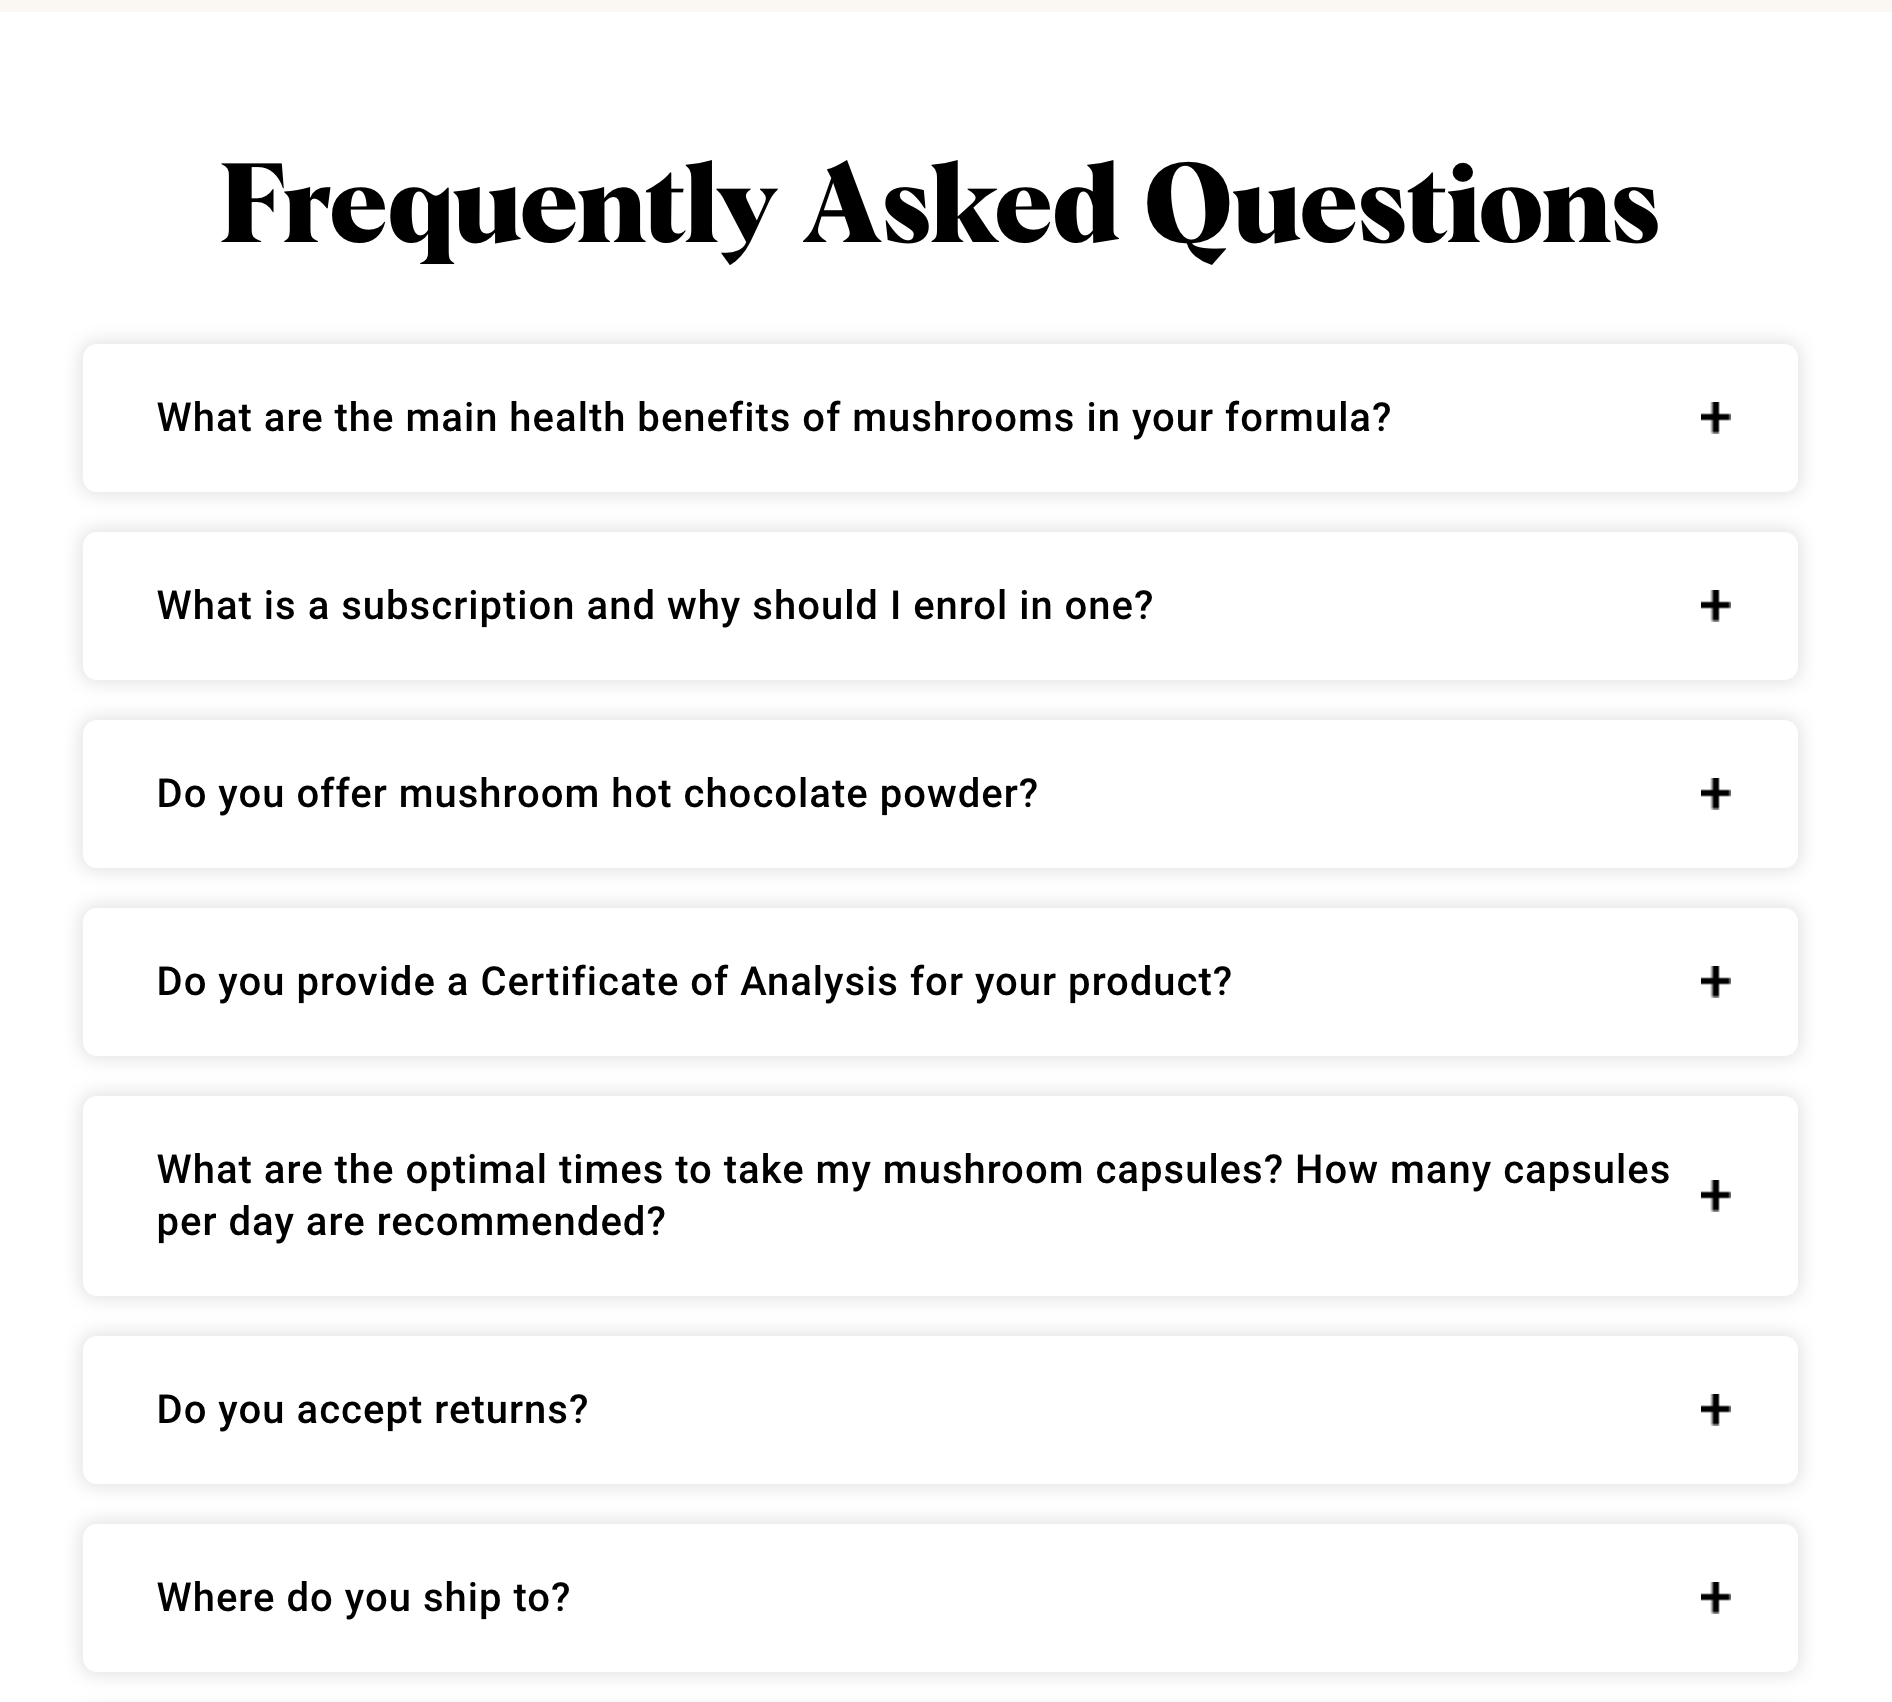 Frequently Asked Questions
What are the main health benefits of mushrooms in your formula?
What is a subscription and why should I enrol in one?
Do you offer mushroom hot chocolate powder?
Do you provide a Certificate of Analysis for your product?
What are the optimal times to take my mushroom capsules? How many capsules
per day are recommended?
Do you accept returns?
Where do you ship to?